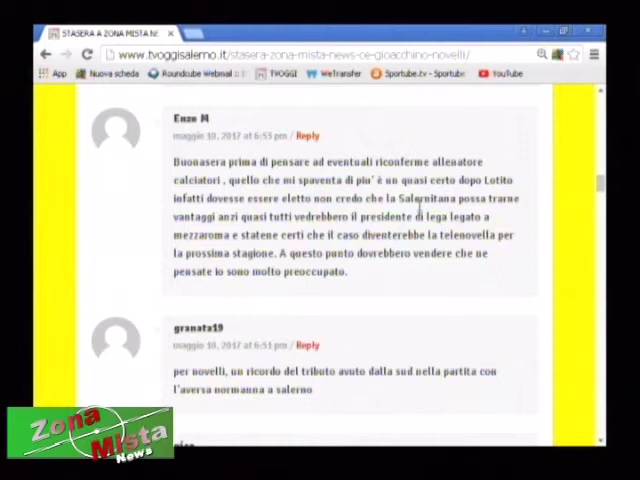 STASERA A ZONA MISTA N
www.tvoggisalerno.it/stasera-zona-mista-news-ce-gioacchino-novelli/
App Nuova scheda Roundcube Webmail TVOGGI WeTransfer Sportube.tv - Sportube YouTube
Enzo M
maggio 10, 2017 at 6:53 pm / Reply
Buonasera prima di pensare ad eventuali riconferme allenatore
calciatori , quello che mi spaventa di piu' è un quasi certo dopo Lotito
infatti dovesse essere eletto non credo che la Salernitana possa trarne
vantaggi anzi quasi tutti vedrebbero il presidente di lega legato a
mezzaroma e statene certi che il caso diventerebbe la telenovella per
la prossima stagione. A questo punto dovrebbero vendere che ne
pensate io sono molto preoccupato.
granata19
maggio 10, 2017 at 6:51 pm / Reply
per novelli, un ricordo del tributo avuto dalla sud nella partita con
l'aversa normanna a salerno
Zona
Mista
News